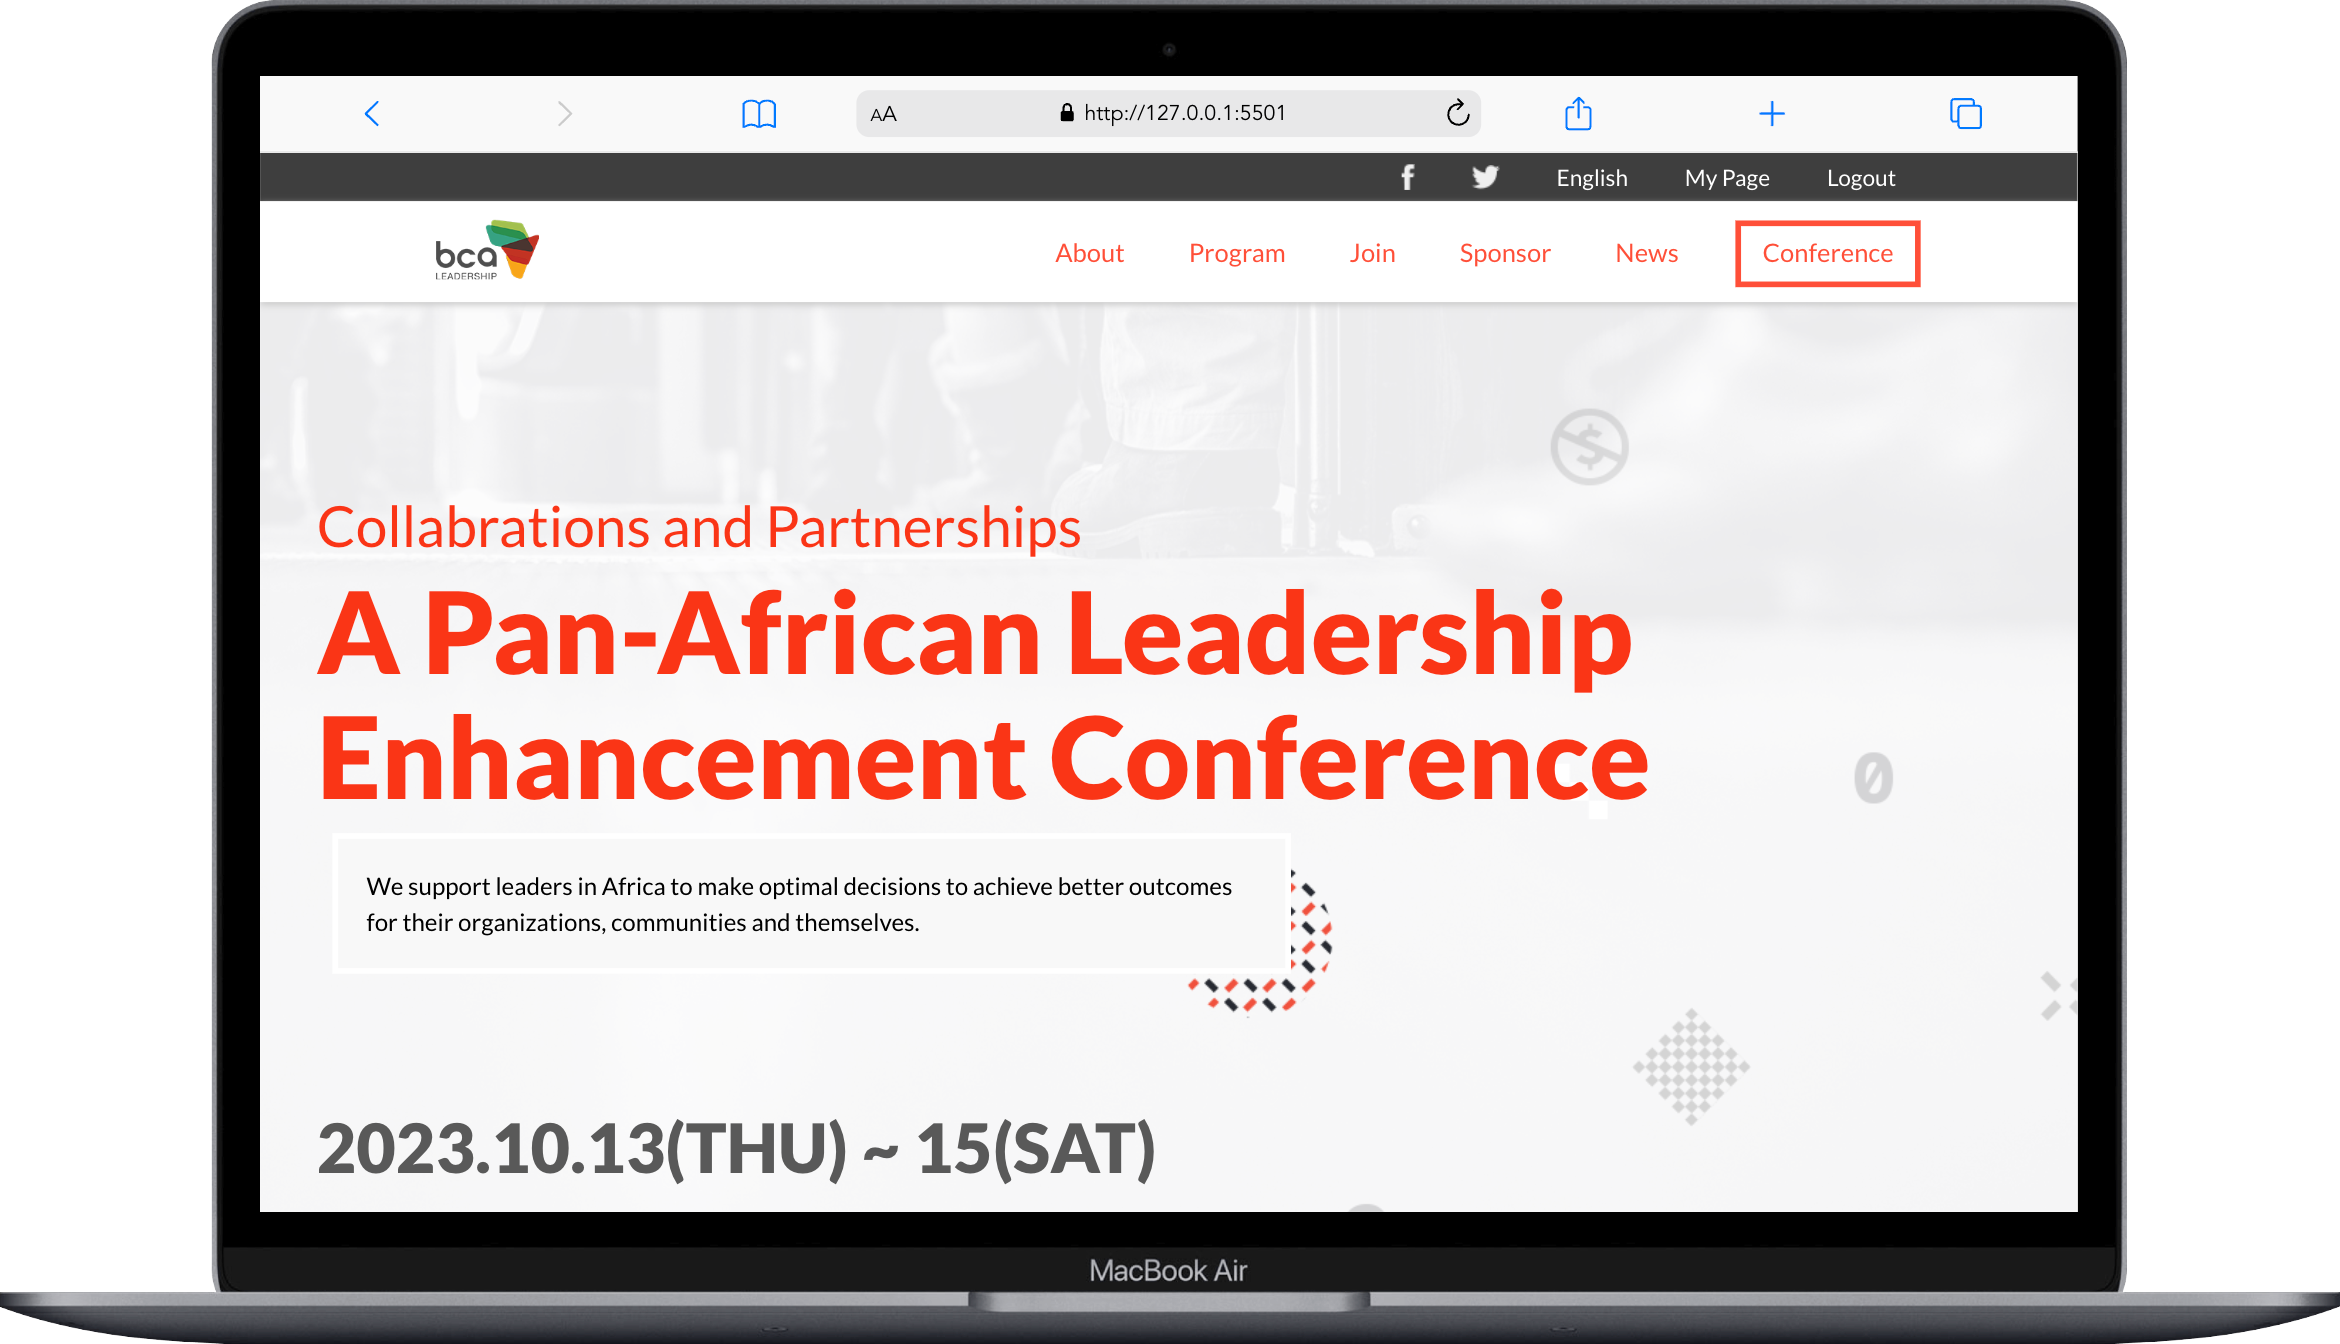 AA
http://127.0.0.1:5501
English My Page Logout
bca
LEADERSHIP
About Program Join Sponsor News Conference
Collabrations and Partnerships
A Pan-African Leadership
Enhancement Conference
We support leaders in Africa to make optimal decisions to achieve better outcomes
for their organizations, communities and themselves.
2023.10.13(THU) ~ 15(SAT)
MacBook Air